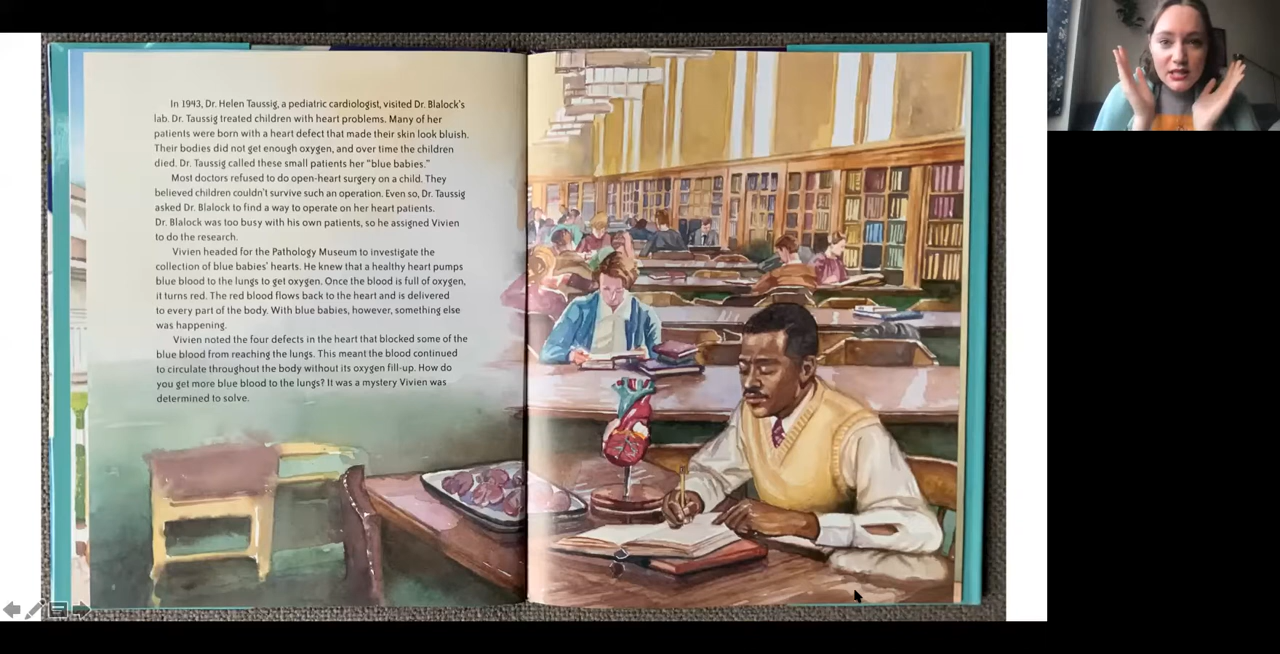 In 1943, Dr. Helen Taussig, a pediatric cardiologist, visited Dr. Blalock's
lab. Dr. Taussig treated children with heart problems. Many of her
patients were born with a heart defect that made their skin look bluish.
Their bodies did not get enough oxygen, and over time the children
died. Dr. Taussig called these small patients her “blue babies.”
Most doctors refused to do open-heart surgery on a child. They
believed children couldn't survive such an operation. Even so, Dr. Taussig
asked Dr. Blalock to find a way to operate on her heart patients.
Dr. Blalock was too busy with his own patients, so he assigned Vivien
to do the research.
Vivien headed for the Pathology Museum to investigate the
collection of blue babies' hearts. He knew that a healthy heart pumps
blue blood to the lungs to get oxygen. Once the blood is full of oxygen,
it turns red. The red blood flows back to the heart and is delivered
to every part of the body. With blue babies, however, something else
was happening.
Vivien noted the four defects in the heart that blocked some of the
blue blood from reaching the lungs. This meant the blood continued
to circulate throughout the body without its oxygen fill-up. How do
you get more blue blood to the lungs? It was a mystery Vivien was
determined to solve.